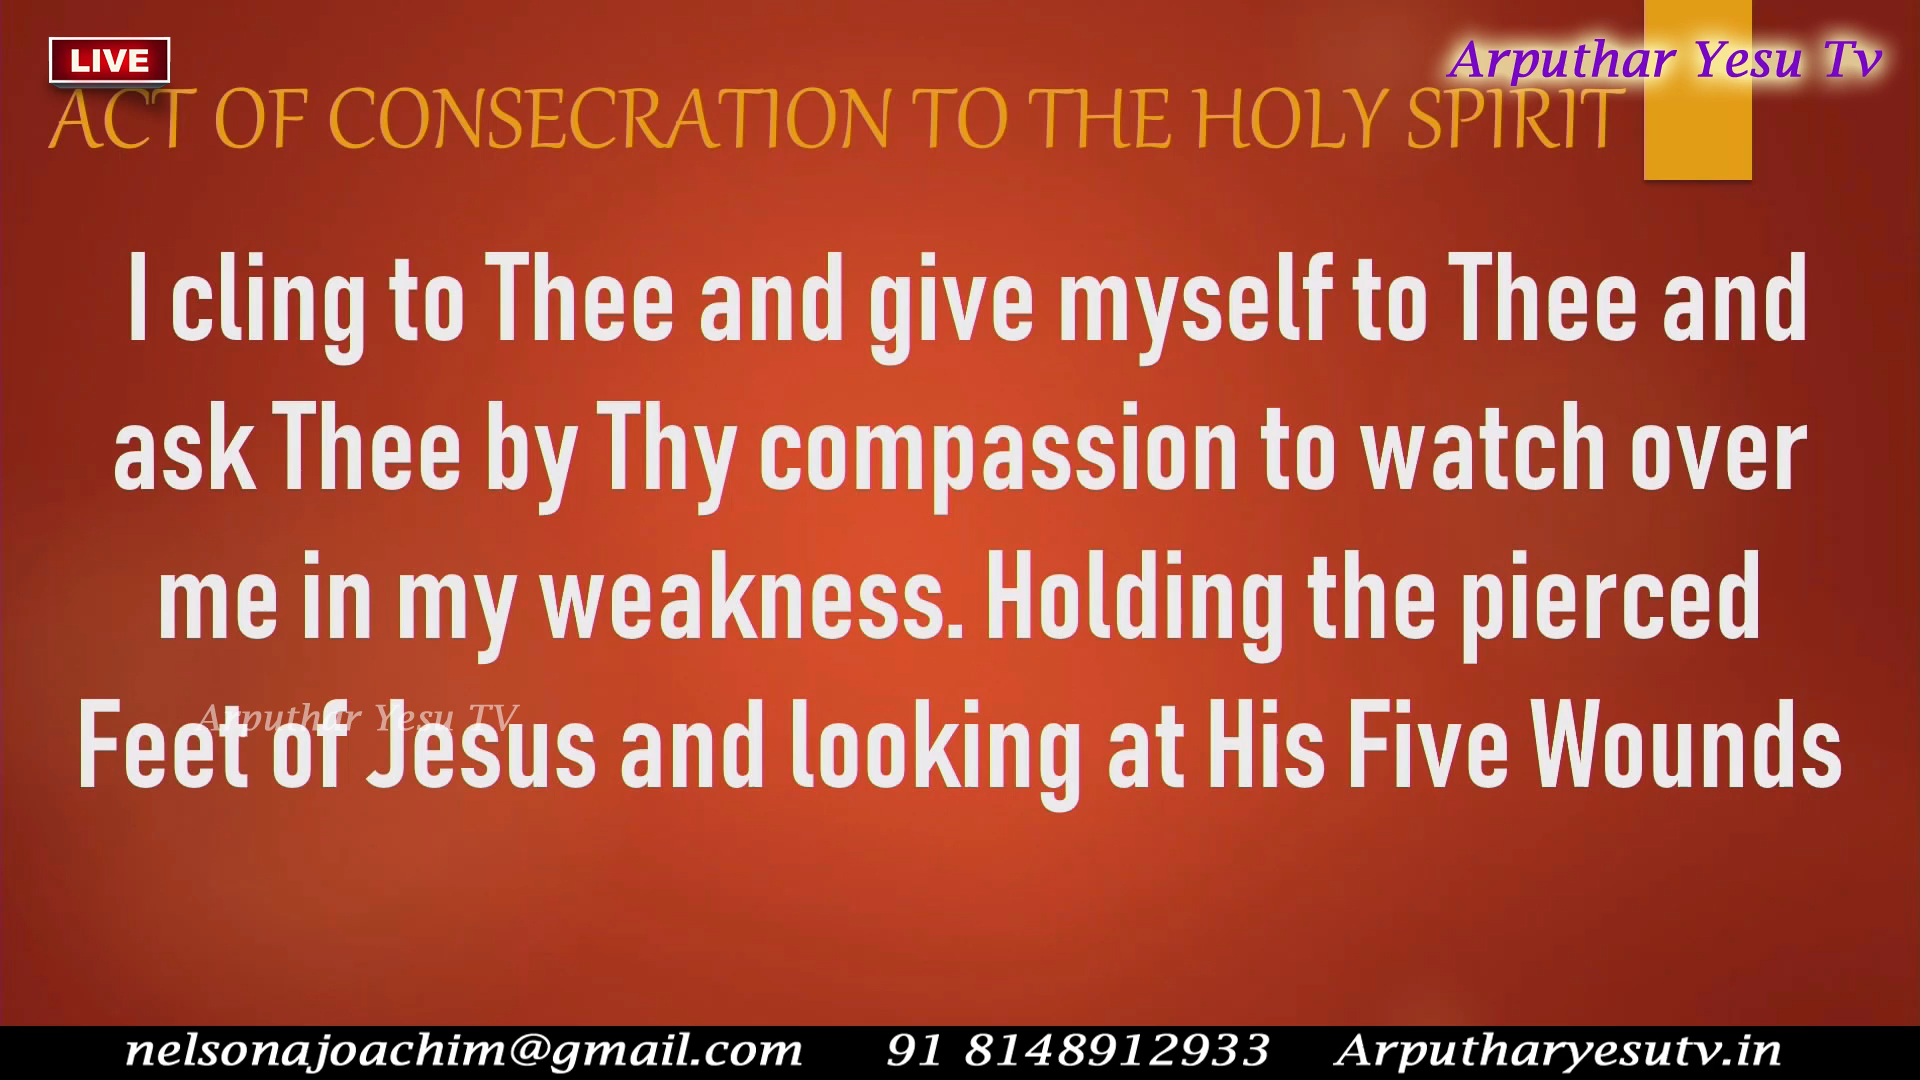 LIVE
Arputhar Yesu Tv
ACT OF CONSECRATION TO THE HOLY SPIRIT
I cling to Thee and give myself to Thee and
ask Thee by Thy compassion to watch over
me in my weakness. Holding the pierced
Feet of Jesus and looking at His Five Wounds
Arputhar Yesu TV
nelsonajoachim@gmail.com 91 8148912933 Arputharyesutv.in